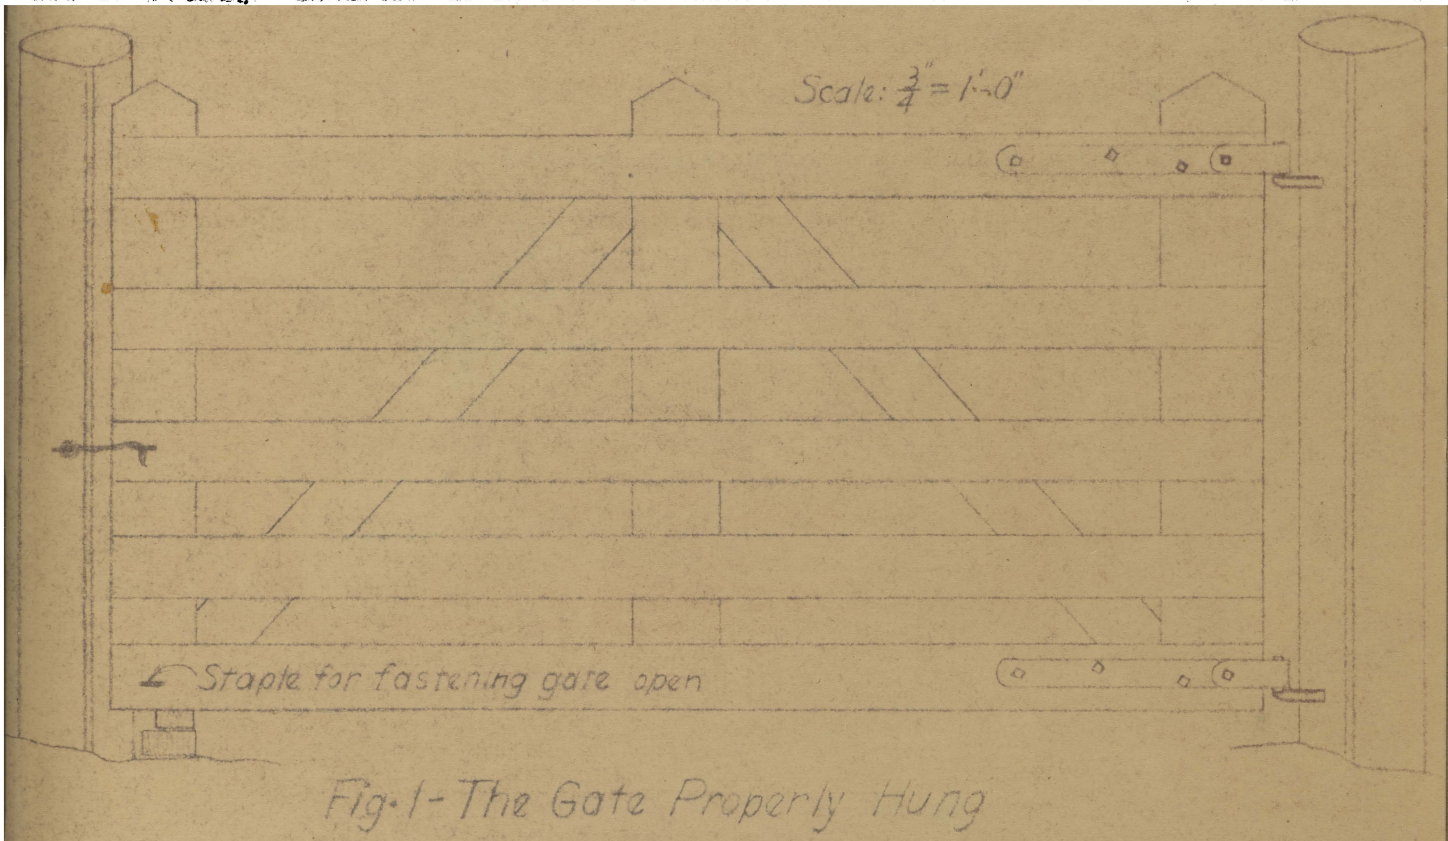 Scale: 3/4" = 1'-0"
Staple for fastening gate open
Fig. 1 - The Gate Properly Hung